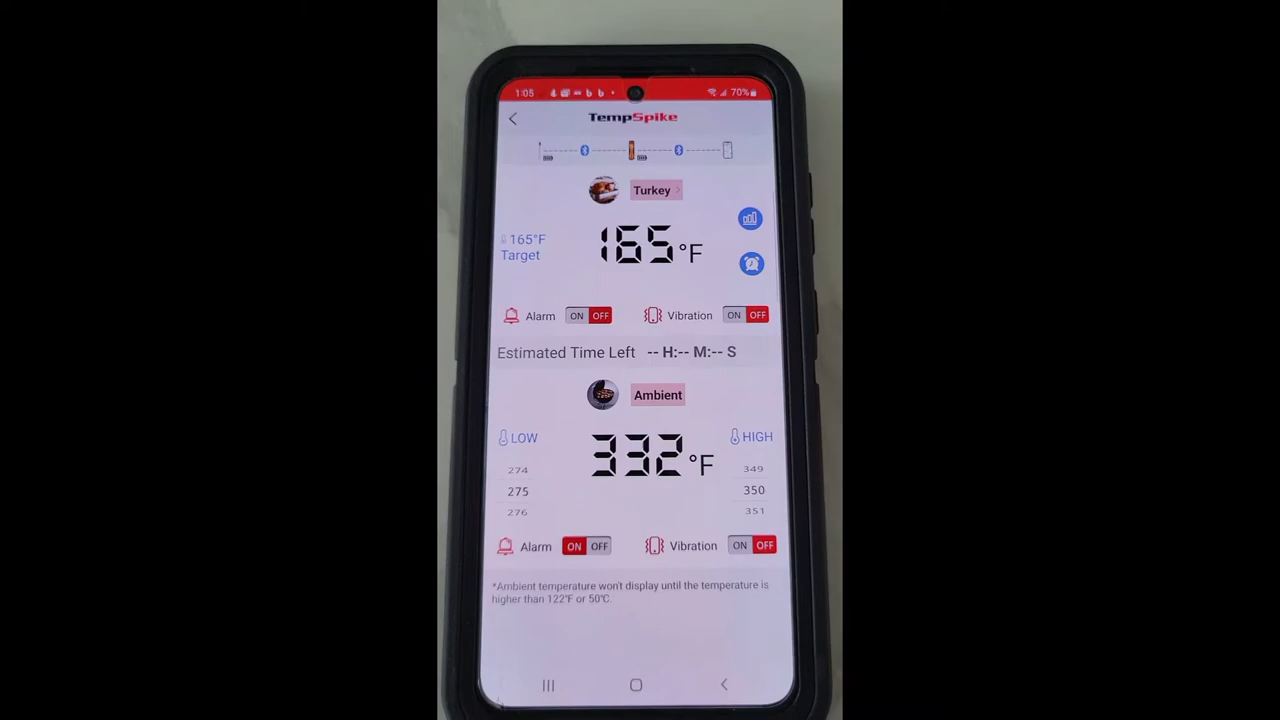 1:05 70%
TempSpike
Turkey >
165°F
Target
165°F
Alarm ON OFF Vibration ON OFF
Estimated Time Left -- H:-- M:-- S
Ambient
LOW
332°F
HIGH
274
275
276
349
350
351
Alarm ON OFF Vibration ON OFF
*Ambient temperature won't display until the temperature is
higher than 122°F or 50°C.